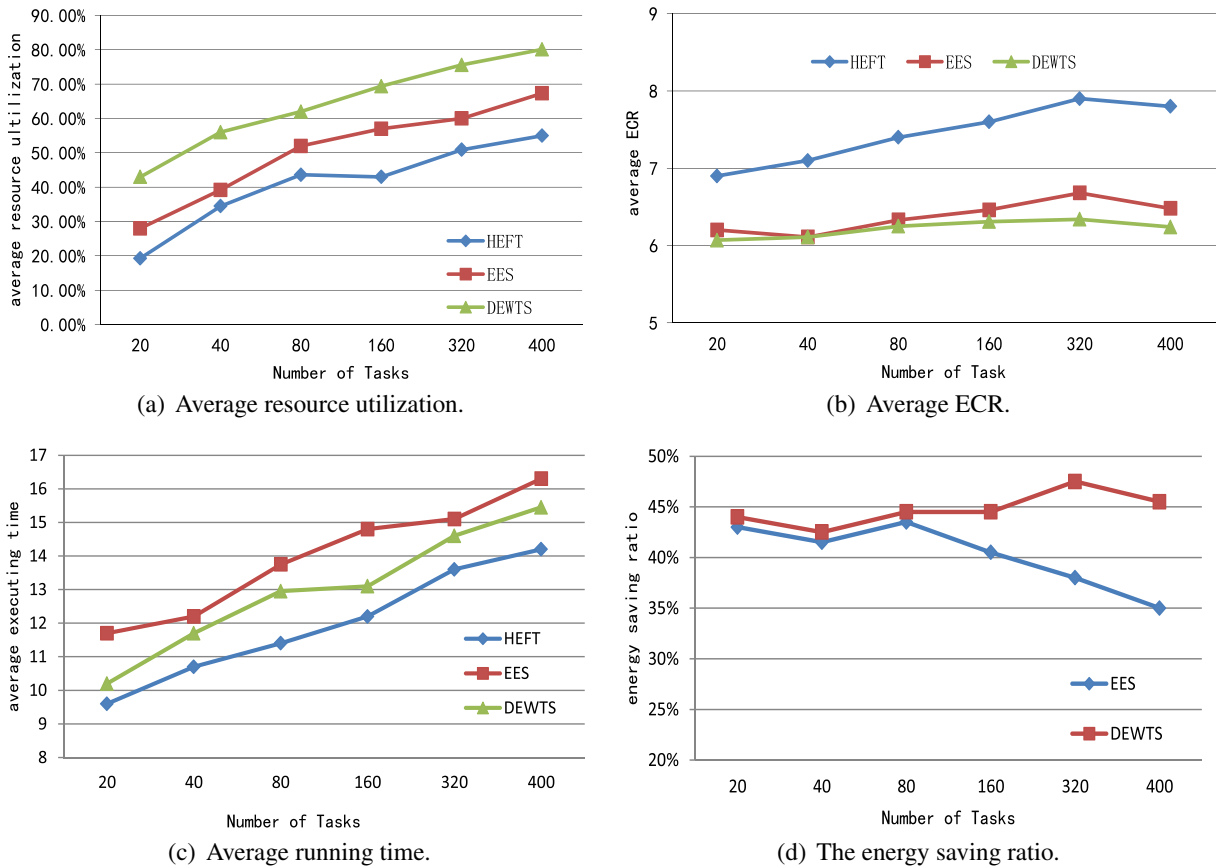 90.00%
80.00%
70.00%
60.00%
50.00%
40.00%
30.00%
20.00%
10.00%
0.00%
average resource ultilization
HEFT
EES
DEWTS
20 40 80 160 320 400
Number of Tasks
(a) Average resource utilization.
9
8
7
6
5
average ECR
HEFT EES DEWTS
20 40 80 160 320 400
Number of Task
(b) Average ECR.
17
16
15
14
13
12
11
10
9
8
average executing time
HEFT
EES
DEWTS
20 40 80 160 320 400
Number of Tasks
(c) Average running time.
50%
45%
40%
35%
30%
25%
20%
energy saving ratio
EES
DEWTS
20 40 80 160 320 400
Number of Tasks
(d) The energy saving ratio.